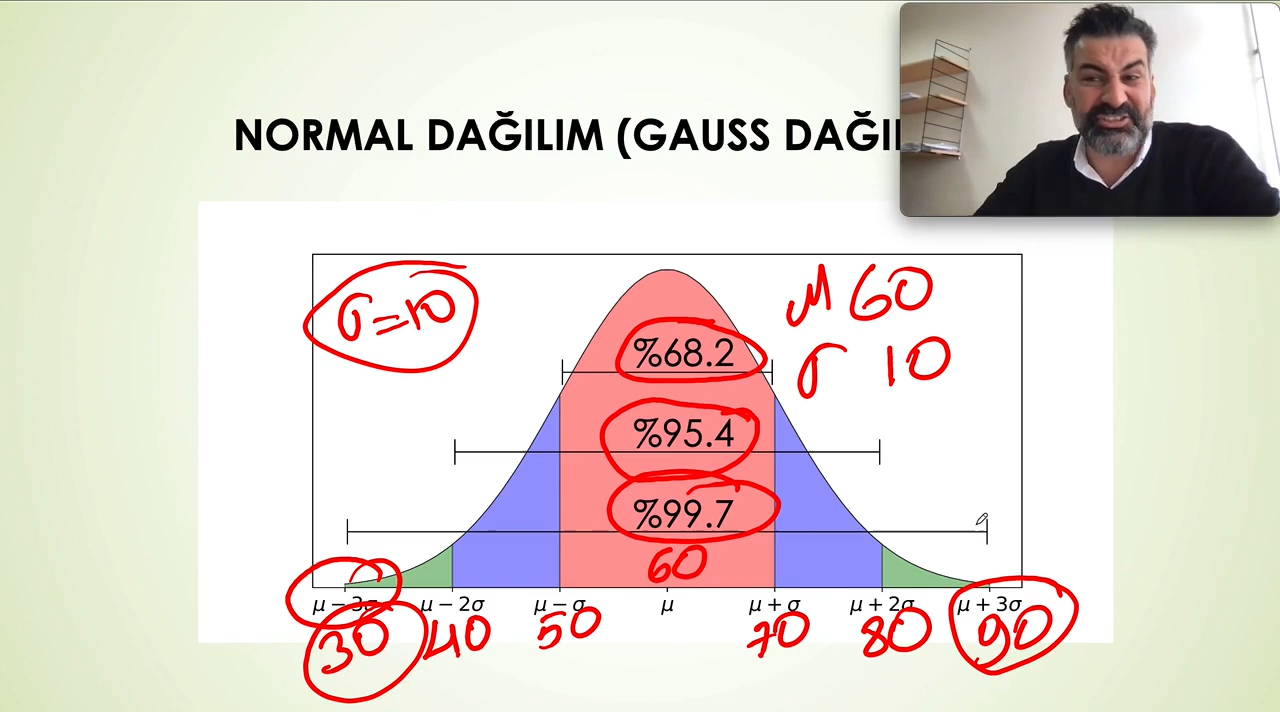 NORMAL DAĞILIM (GAUSS DAĞI
σ=10
μ 60
σ 10
%68.2
%95.4
%99.7
60
μ − 3σ μ − 2σ μ − σ μ μ + σ μ + 2σ μ + 3σ
30 40 50 70 80 90